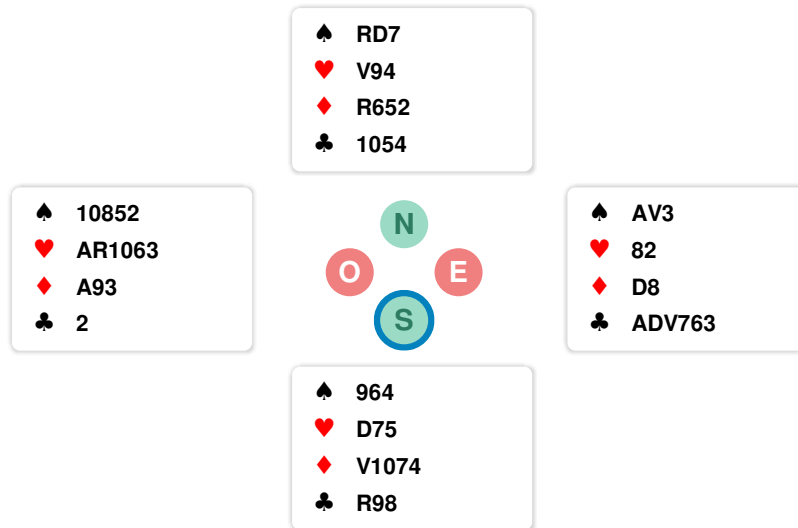 ♠ RD7
♥ V94
♦ R652
♣ 1054
♠ 10852
♥ AR1063
♦ A93
♣ 2
N
O E
S
♠ AV3
♥ 82
♦ D8
♣ ADV763
♠ 964
♥ D75
♦ V1074
♣ R98